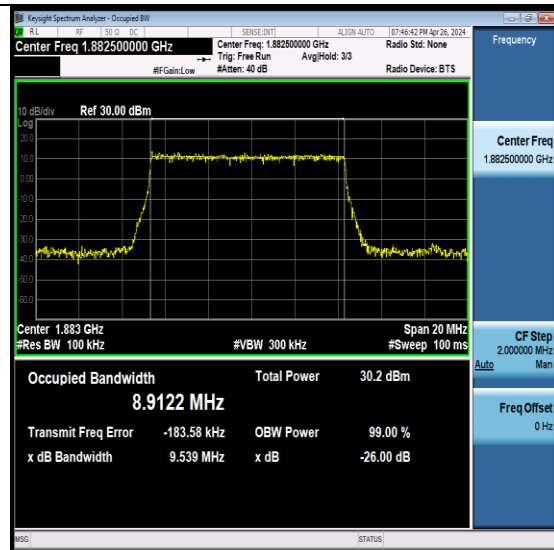 Keysight Spectrum Analyzer - Occupied BW
RL RF 50 Ω DC SENSE:INT ALIGN AUTO 07:46:42 PM Apr 26, 2024
Center Freq 1.882500000 GHz
Center Freq: 1.882500000 GHz
Radio Std: None
Trig: Free Run Avg|Hold: 3/3
#IFGain:Low
#Atten: 40 dB
Radio Device: BTS
Frequency
10 dB/div Ref 30.00 dBm
Log
20.0
10.0
0.00
-10.0
-20.0
-30.0
-40.0
-50.0
-60.0
Center Freq
1.882500000 GHz
Center 1.883 GHz Span 20 MHz
#Res BW 100 kHz #VBW 300 kHz #Sweep 100 ms
CF Step
2.000000 MHz
Auto Man
Occupied Bandwidth Total Power 30.2 dBm
8.9122 MHz
Transmit Freq Error -183.58 kHz OBW Power 99.00 %
x dB Bandwidth 9.539 MHz x dB -26.00 dB
Freq Offset
0 Hz
MSG STATUS